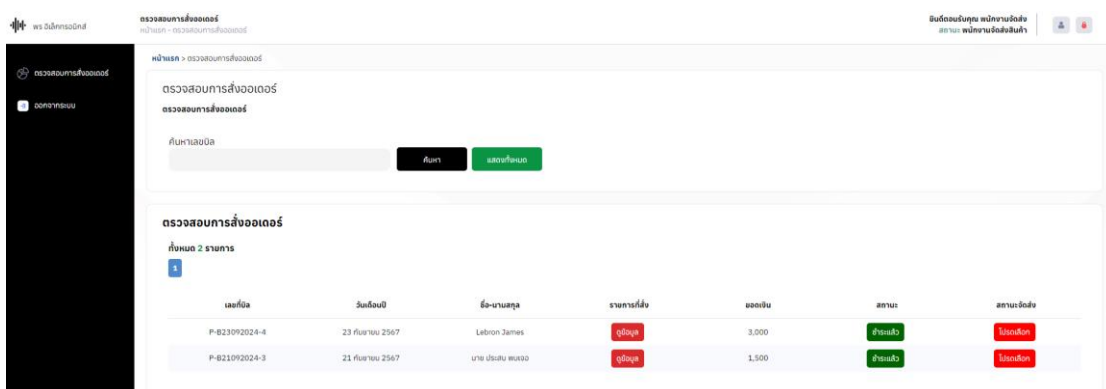 พร อิเล็กทรอนิกส์
ตรวจสอบการสั่งออเดอร์
หน้าแรก - ตรวจสอบการสั่งออเดอร์
ยินดีตอนรับคุณ พนักงานจัดส่ง
สถานะ พนักงานจัดส่งสินค้า
ตรวจสอบการสั่งออเดอร์
ออกจากระบบ
หน้าแรก > ตรวจสอบการสั่งออเดอร์
ตรวจสอบการสั่งออเดอร์
ตรวจสอบการสั่งออเดอร์
ค้นหาเลขบิล
ค้นหา แสดงทั้งหมด
ตรวจสอบการสั่งออเดอร์
ทั้งหมด 2 รายการ
1
เลขที่บิล วันเดือนปี ชื่อ-นามสกุล รายการที่สั่ง ยอดเงิน สถานะ สถานะจัดส่ง
P-B23092024-4 23 กันยายน 2567 Lebron James ดูข้อมูล 3,000 ชำระแล้ว โปรดเลือก
P-B21092024-3 21 กันยายน 2567 นาย ประสบ พบเจอ ดูข้อมูล 1,500 ชำระแล้ว โปรดเลือก